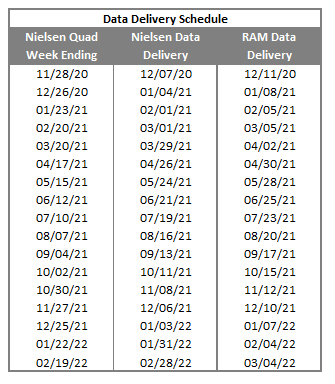 Data Delivery Schedule
Nielsen Quad Nielsen Data RAM Data
Week Ending Delivery Delivery
11/28/20 12/07/20 12/11/20
12/26/20 01/04/21 01/08/21
01/23/21 02/01/21 02/05/21
02/20/21 03/01/21 03/05/21
03/20/21 03/29/21 04/02/21
04/17/21 04/26/21 04/30/21
05/15/21 05/24/21 05/28/21
06/12/21 06/21/21 06/25/21
07/10/21 07/19/21 07/23/21
08/07/21 08/16/21 08/20/21
09/04/21 09/13/21 09/17/21
10/02/21 10/11/21 10/15/21
10/30/21 11/08/21 11/12/21
11/27/21 12/06/21 12/10/21
12/25/21 01/03/22 01/07/22
01/22/22 01/31/22 02/04/22
02/19/22 02/28/22 03/04/22